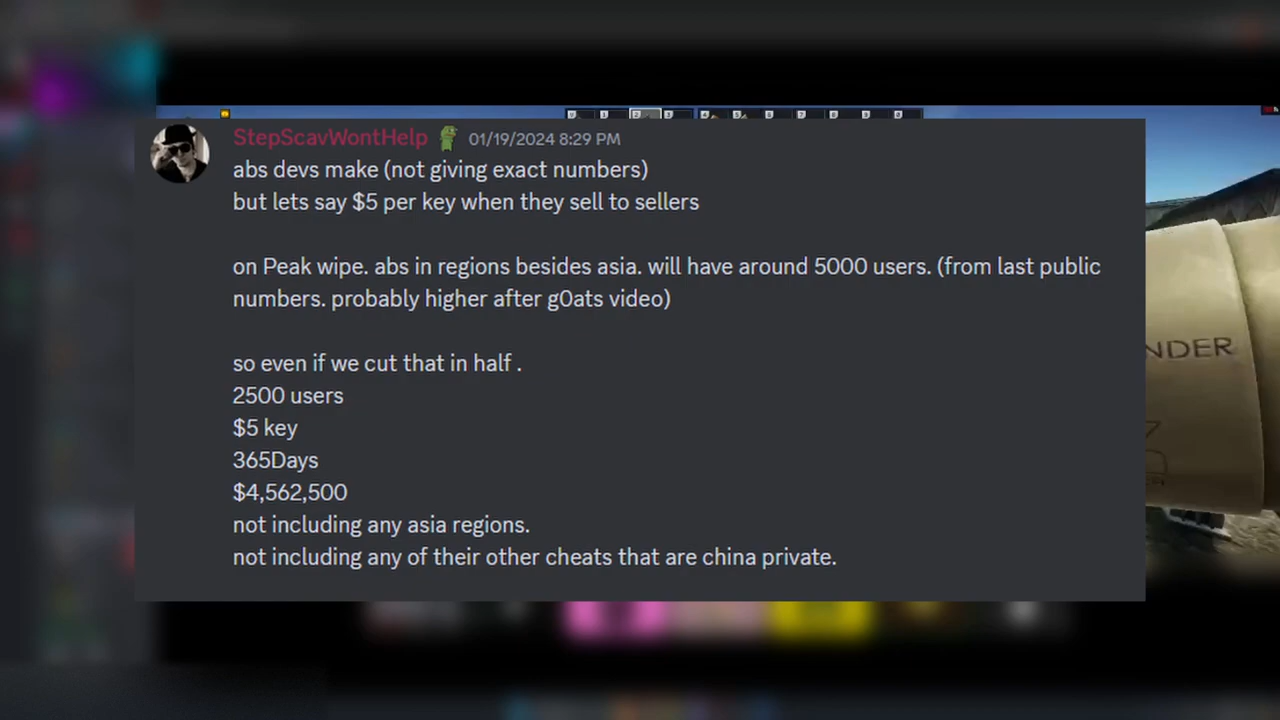 StepScavWontHelp 01/19/2024 8:29 PM
abs devs make (not giving exact numbers)
but lets say $5 per key when they sell to sellers
on Peak wipe. abs in regions besides asia. will have around 5000 users. (from last public
numbers. probably higher after g0ats video)
so even if we cut that in half .
2500 users
$5 key
365Days
$4,562,500
not including any asia regions.
not including any of their other cheats that are china private.
NDER